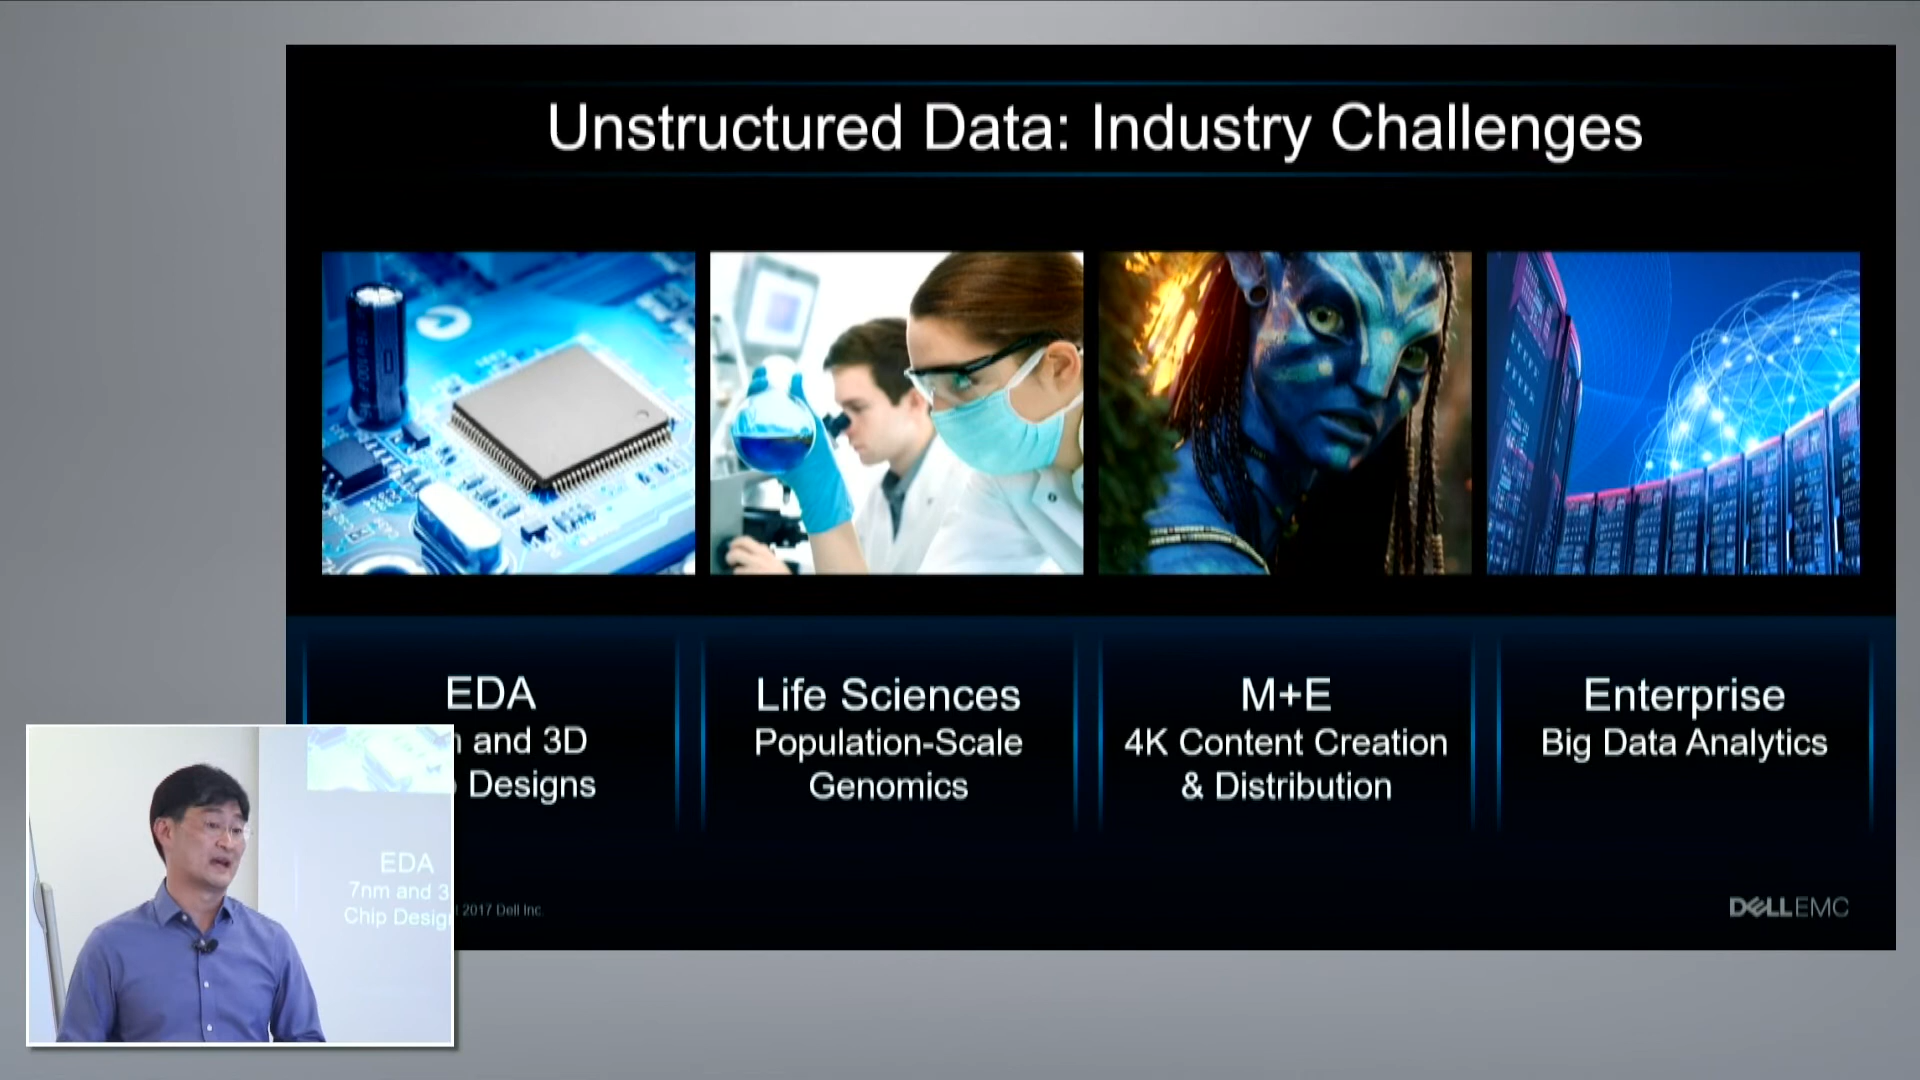 Unstructured Data: Industry Challenges
EDA
and 3D
Designs
Life Sciences
Population-Scale
Genomics
M+E
4K Content Creation
& Distribution
Enterprise
Big Data Analytics
EDA
7nm and 3
Chip Desig
2017 Dell Inc.
DELLEMC